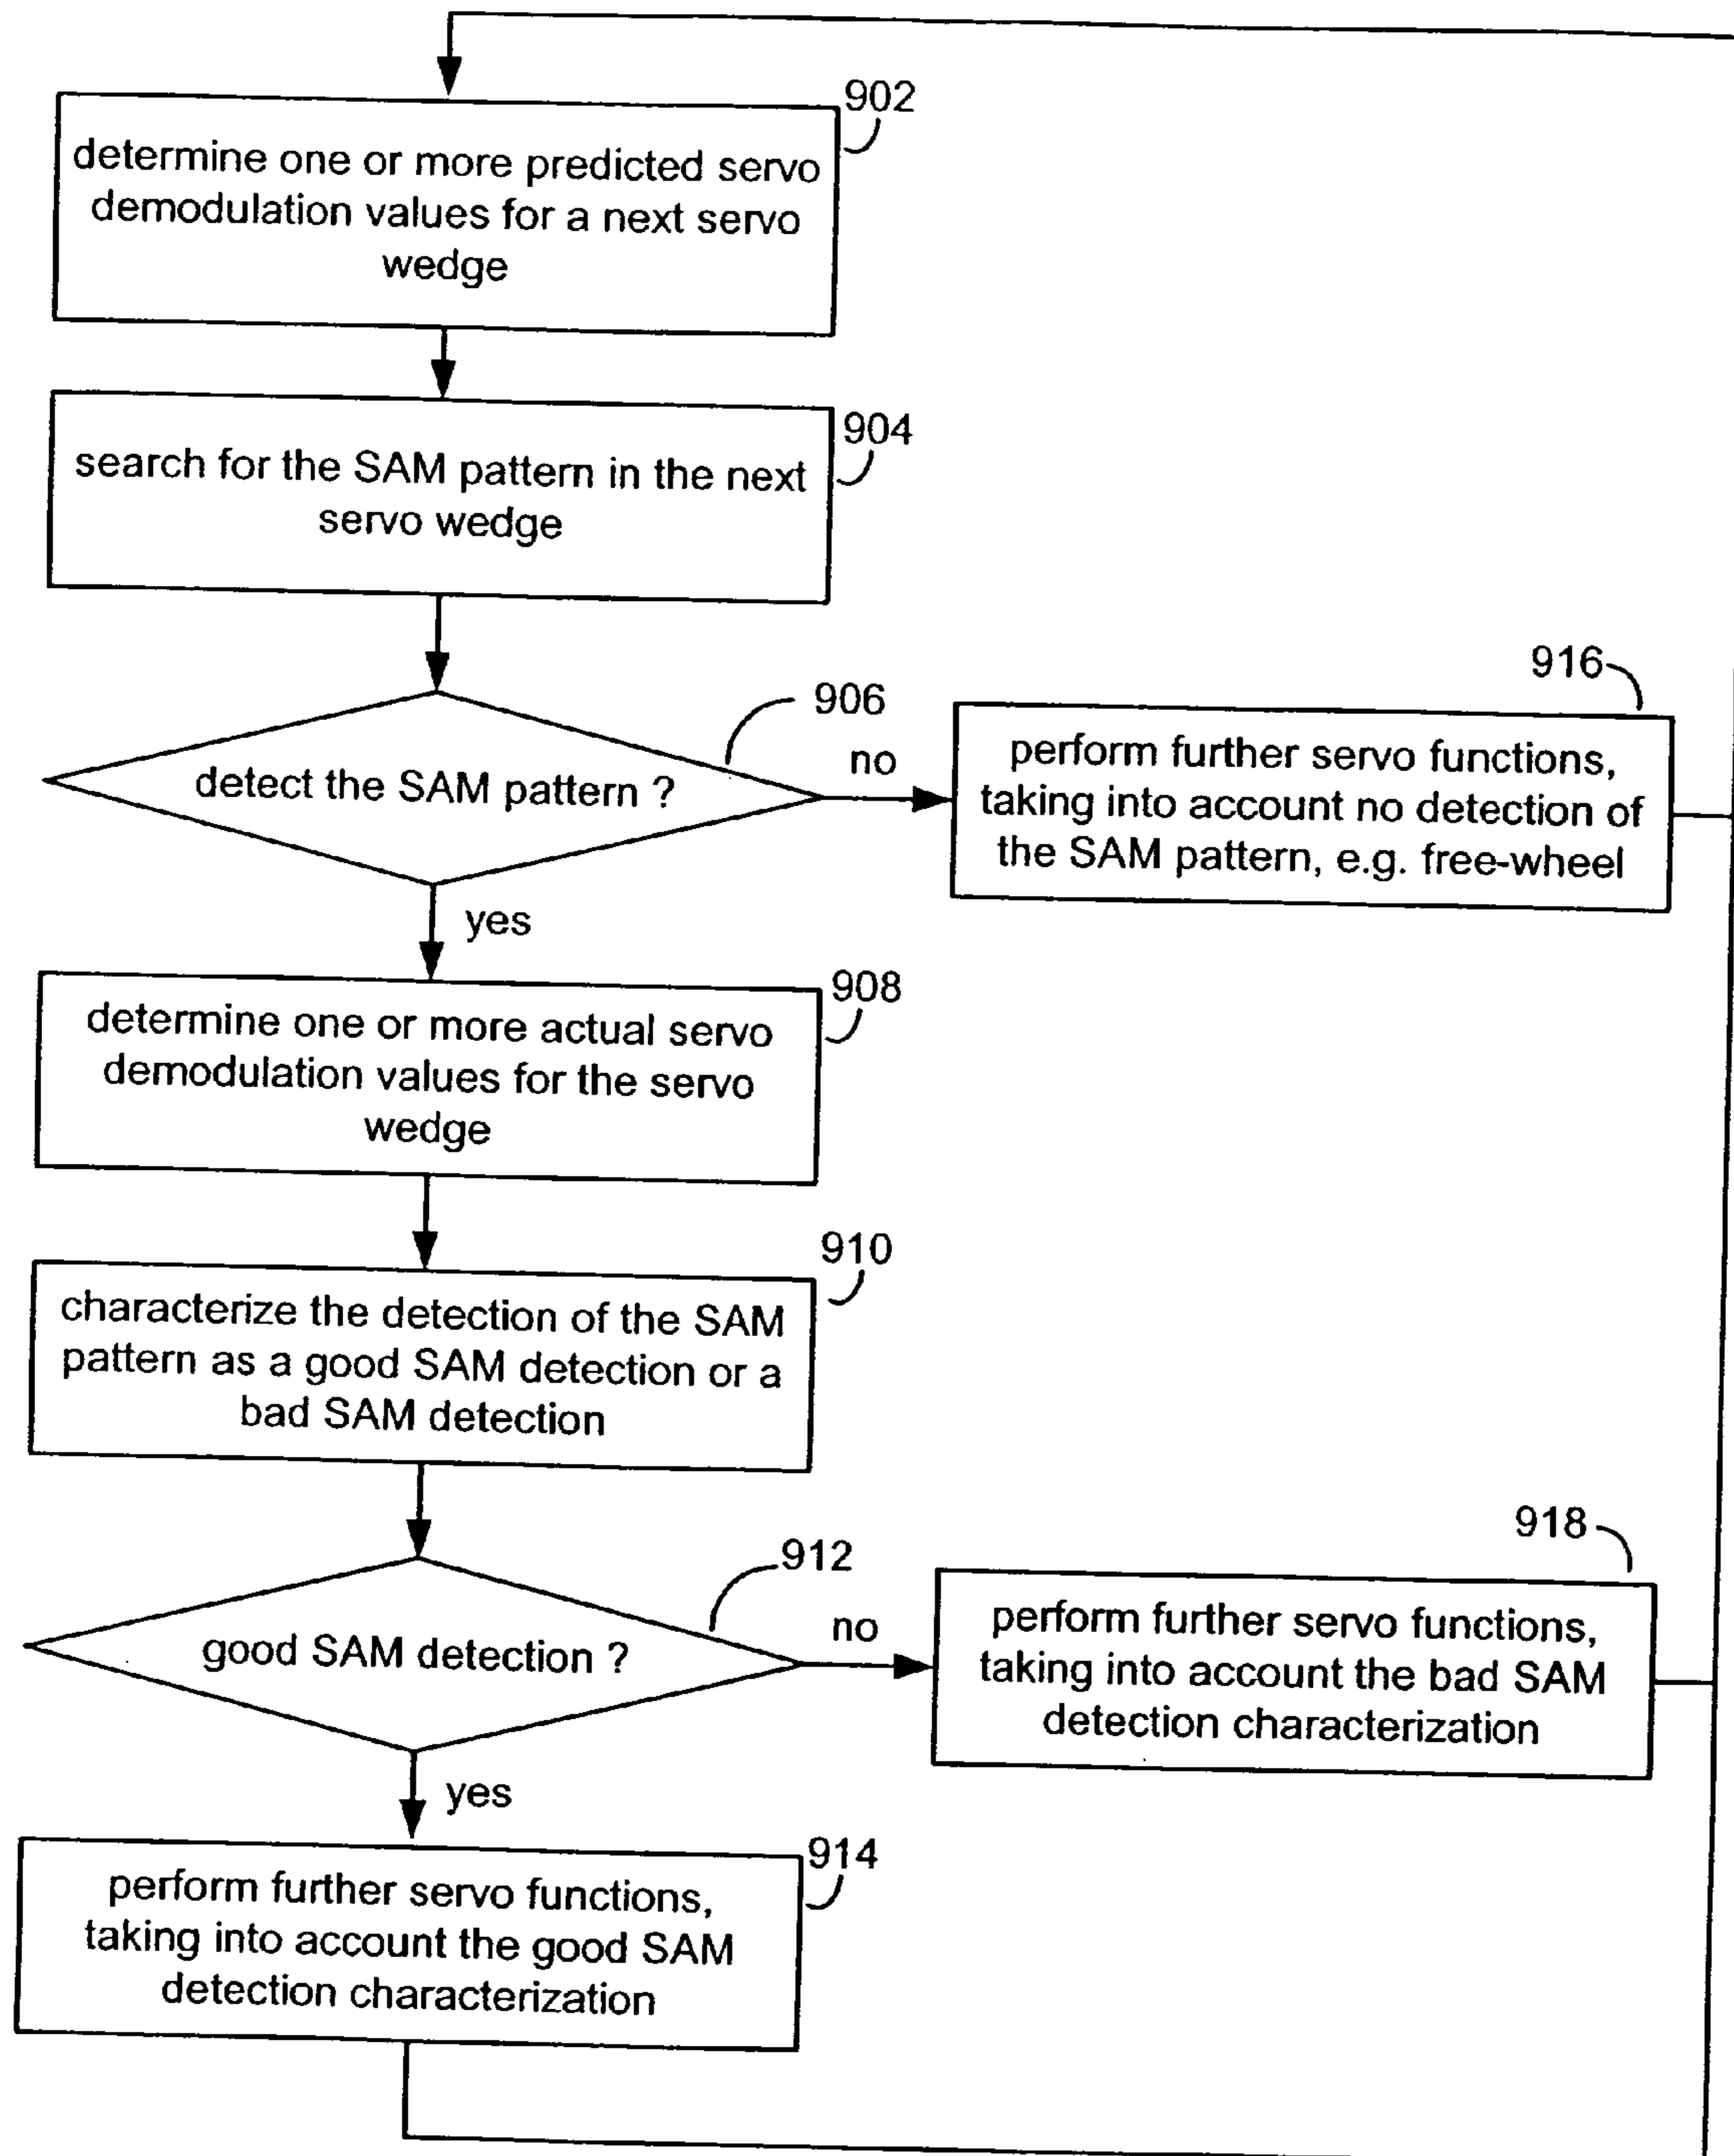 902
determine one or more predicted servo
demodulation values for a next servo
wedge
904
search for the SAM pattern in the next
servo wedge
906
detect the SAM pattern ?
no
916
perform further servo functions,
taking into account no detection of
the SAM pattern, e.g. free-wheel
yes
908
determine one or more actual servo
demodulation values for the servo
wedge
910
characterize the detection of the SAM
pattern as a good SAM detection or a
bad SAM detection
912
good SAM detection ?
no
918
perform further servo functions,
taking into account the bad SAM
detection characterization
yes
914
perform further servo functions,
taking into account the good SAM
detection characterization